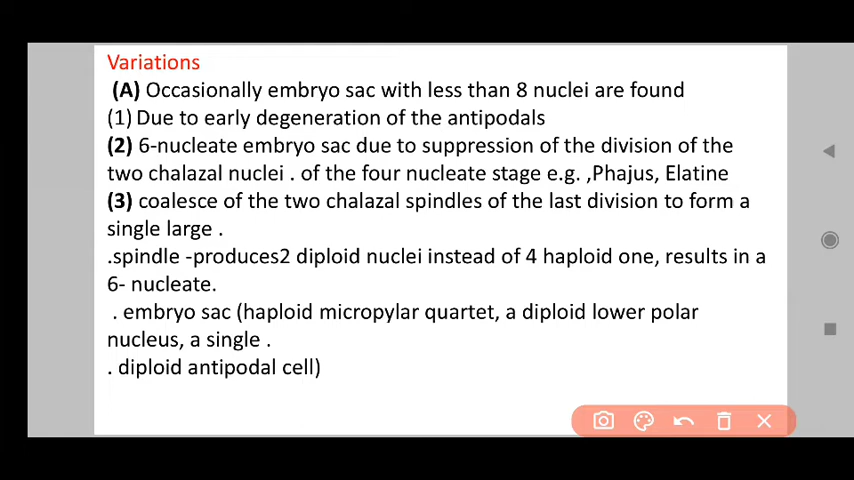 Variations
(A) Occasionally embryo sac with less than 8 nuclei are found
(1) Due to early degeneration of the antipodals
(2) 6-nucleate embryo sac due to suppression of the division of the
two chalazal nuclei . of the four nucleate stage e.g. ,Phajus, Elatine
(3) coalesce of the two chalazal spindles of the last division to form a
single large .
.spindle -produces2 diploid nuclei instead of 4 haploid one, results in a
6- nucleate.
. embryo sac (haploid micropylar quartet, a diploid lower polar
nucleus, a single .
. diploid antipodal cell)